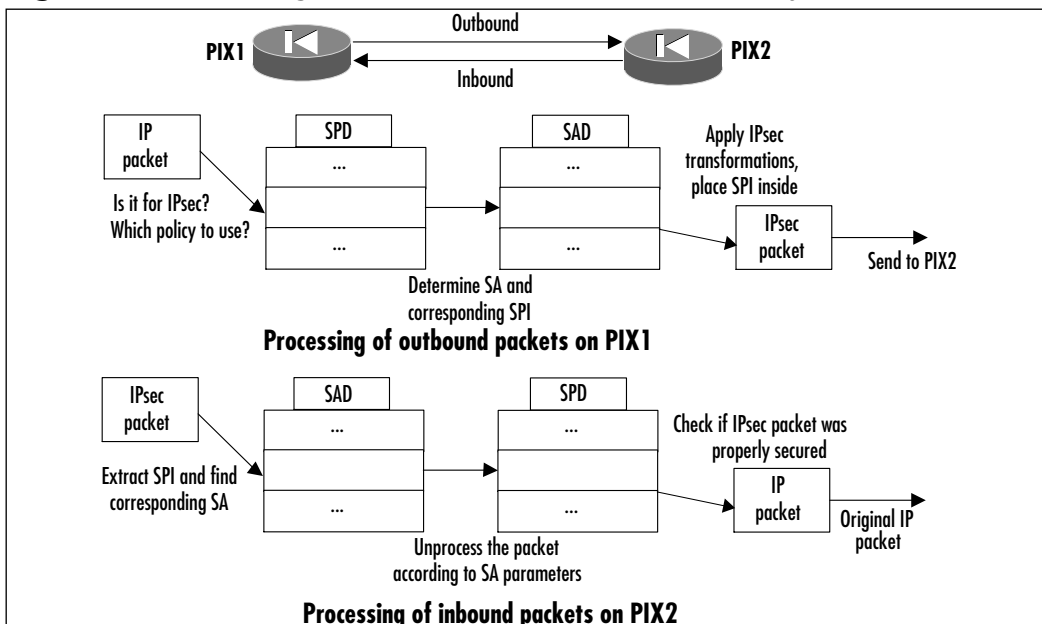 Outbound
PIX1
PIX2
Inbound
IP
packet
SPD
...
...
SAD
...
...
Apply IPsec
transformations,
place SPI inside
Is it for IPsec?
Which policy to use?
IPsec
packet
Send to PIX2
Determine SA and
corresponding SPI
Processing of outbound packets on PIX1
IPsec
packet
SAD
...
...
SPD
...
...
Check if IPsec packet was
properly secured
Extract SPI and find
corresponding SA
IP
packet
Original IP
packet
Unprocess the packet
according to SA parameters
Processing of inbound packets on PIX2